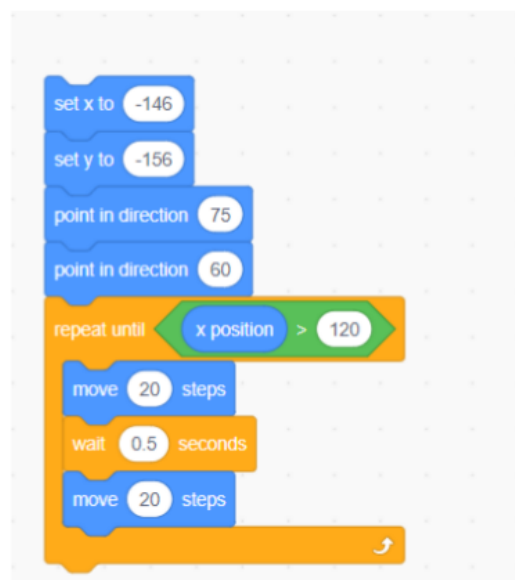 set x to -146
set y to -156
point in direction 75
point in direction 60
repeat until x position > 120
move 20 steps
wait 0.5 seconds
move 20 steps